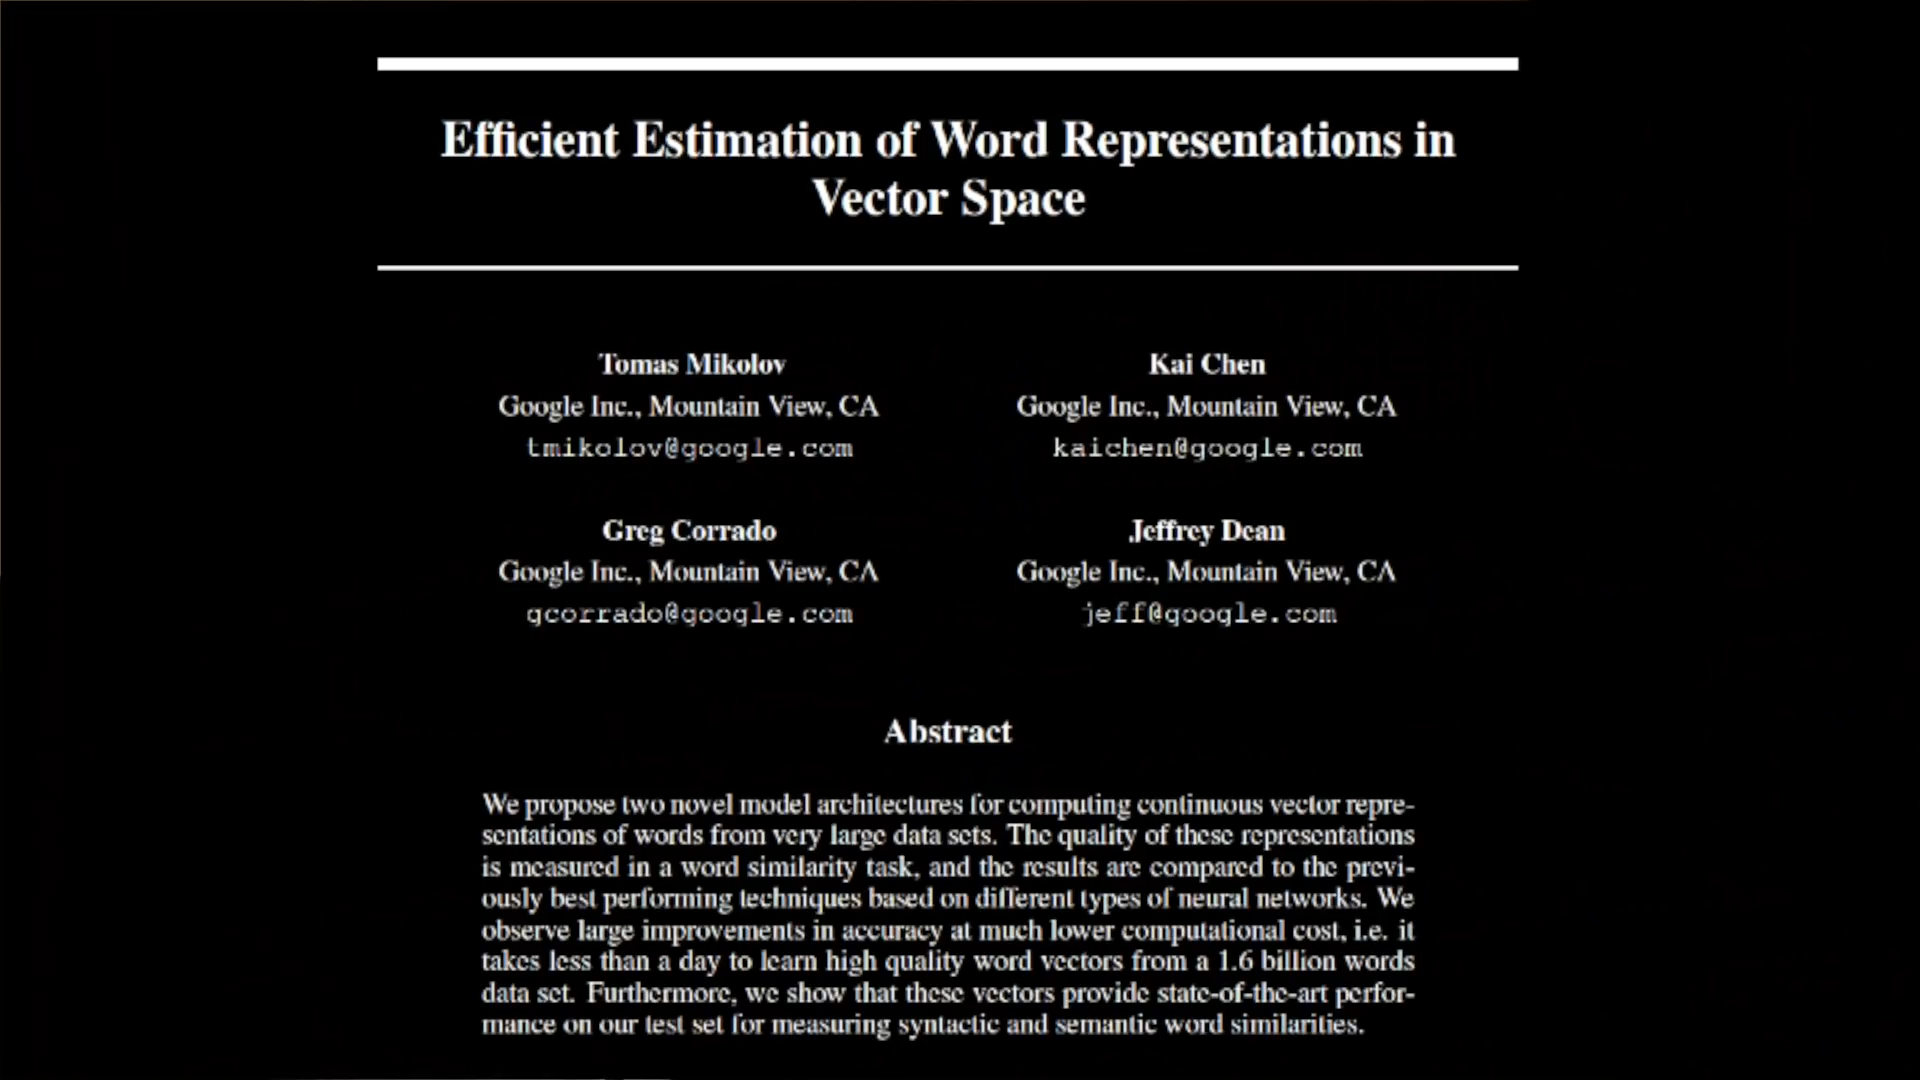 Efficient Estimation of Word Representations in
Vector Space
Tomas Mikolov
Google Inc., Mountain View, CA
tmikolov@google.com
Kai Chen
Google Inc., Mountain View, CA
kaichen@google.com
Greg Corrado
Google Inc., Mountain View, CA
gcorrado@google.com
Jeffrey Dean
Google Inc., Mountain View, CA
jeff@google.com
Abstract
We propose two novel model architectures for computing continuous vector repre-
sentations of words from very large data sets. The quality of these representations
is measured in a word similarity task, and the results are compared to the previ-
ously best performing techniques based on different types of neural networks. We
observe large improvements in accuracy at much lower computational cost, i.e. it
takes less than a day to learn high quality word vectors from a 1.6 billion words
data set. Furthermore, we show that these vectors provide state-of-the-art perfor-
mance on our test set for measuring syntactic and semantic word similarities.